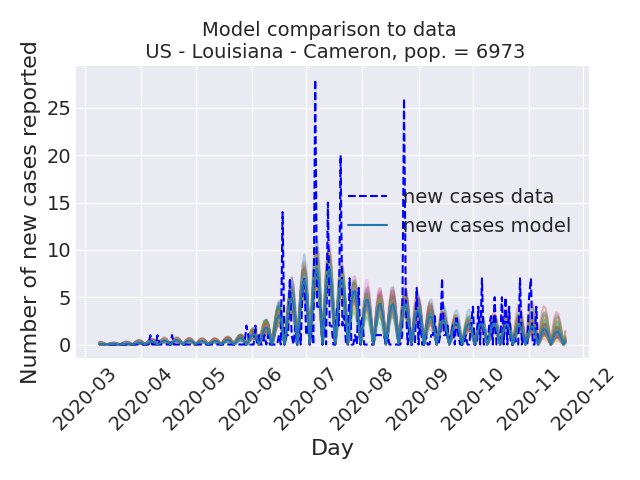 Model comparison to data
US - Louisiana - Cameron, pop. = 6973
Number of new cases reported
25
20
15
10
5
0
new cases data
new cases model
2020-03
2020-04
2020-05
2020-06
2020-07
2020-08
2020-09
2020-10
2020-11
2020-12
Day